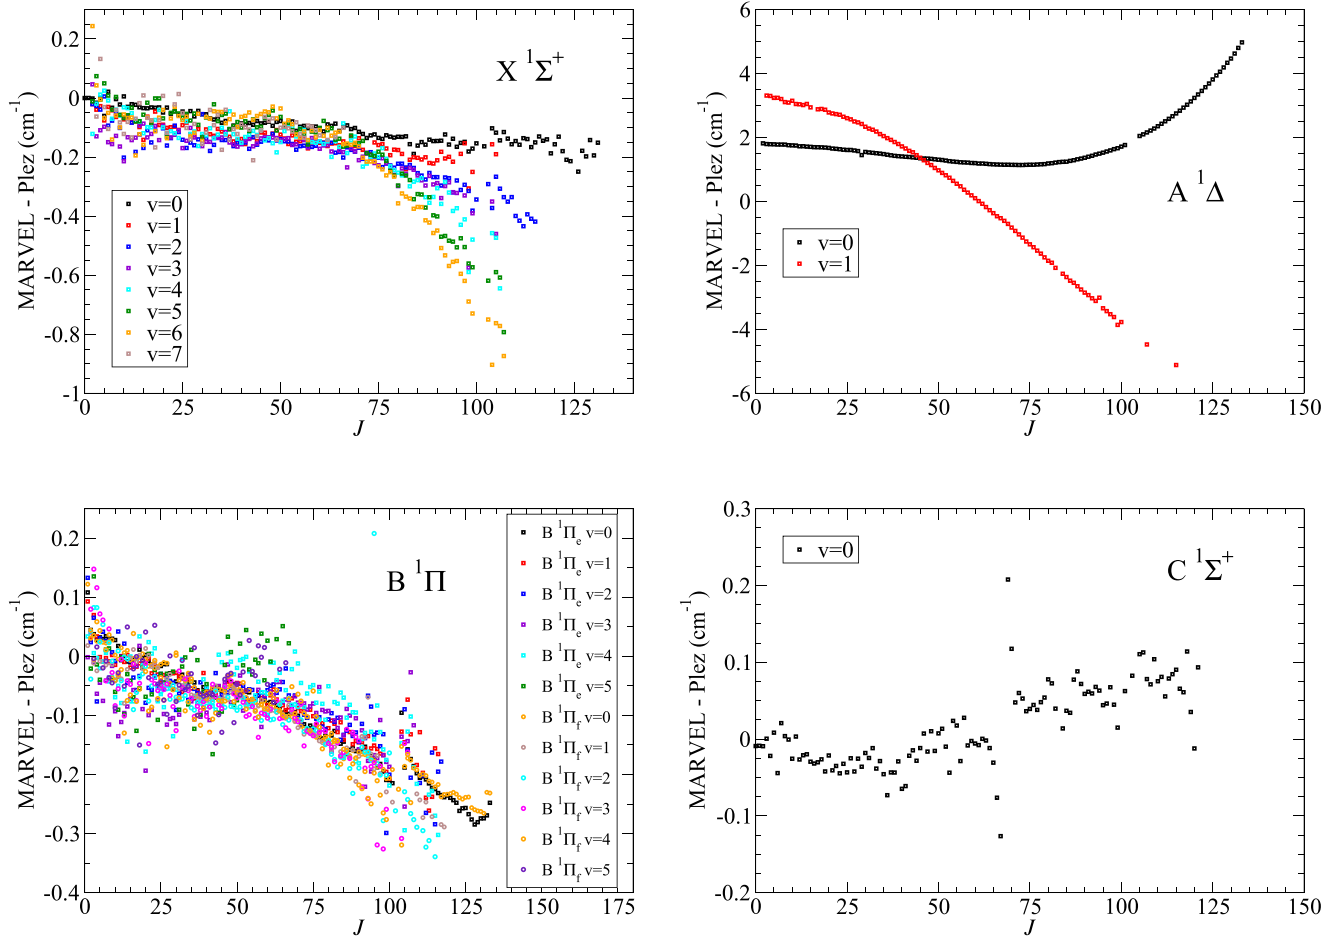 X ¹Σ⁺
MARVEL - Plez (cm⁻¹)
0.2
0
-0.2
-0.4
-0.6
-0.8
-1
v=0
v=1
v=2
v=3
v=4
v=5
v=6
v=7
0 25 50 75 100 125
J
A ¹Δ
MARVEL - Plez (cm⁻¹)
6
4
2
0
-2
-4
-6
v=0
v=1
0 25 50 75 100 125 150
J
B ¹Π
MARVEL - Plez (cm⁻¹)
0.2
0.1
0
-0.1
-0.2
-0.3
-0.4
B ¹Πₑ v=0
B ¹Πₑ v=1
B ¹Πₑ v=2
B ¹Πₑ v=3
B ¹Πₑ v=4
B ¹Πₑ v=5
B ¹Π_f v=0
B ¹Π_f v=1
B ¹Π_f v=2
B ¹Π_f v=3
B ¹Π_f v=4
B ¹Π_f v=5
0 25 50 75 100 125 150 175
J
C ¹Σ⁺
MARVEL - Plez (cm⁻¹)
0.3
0.2
0.1
0
-0.1
-0.2
v=0
0 25 50 75 100 125 150
J